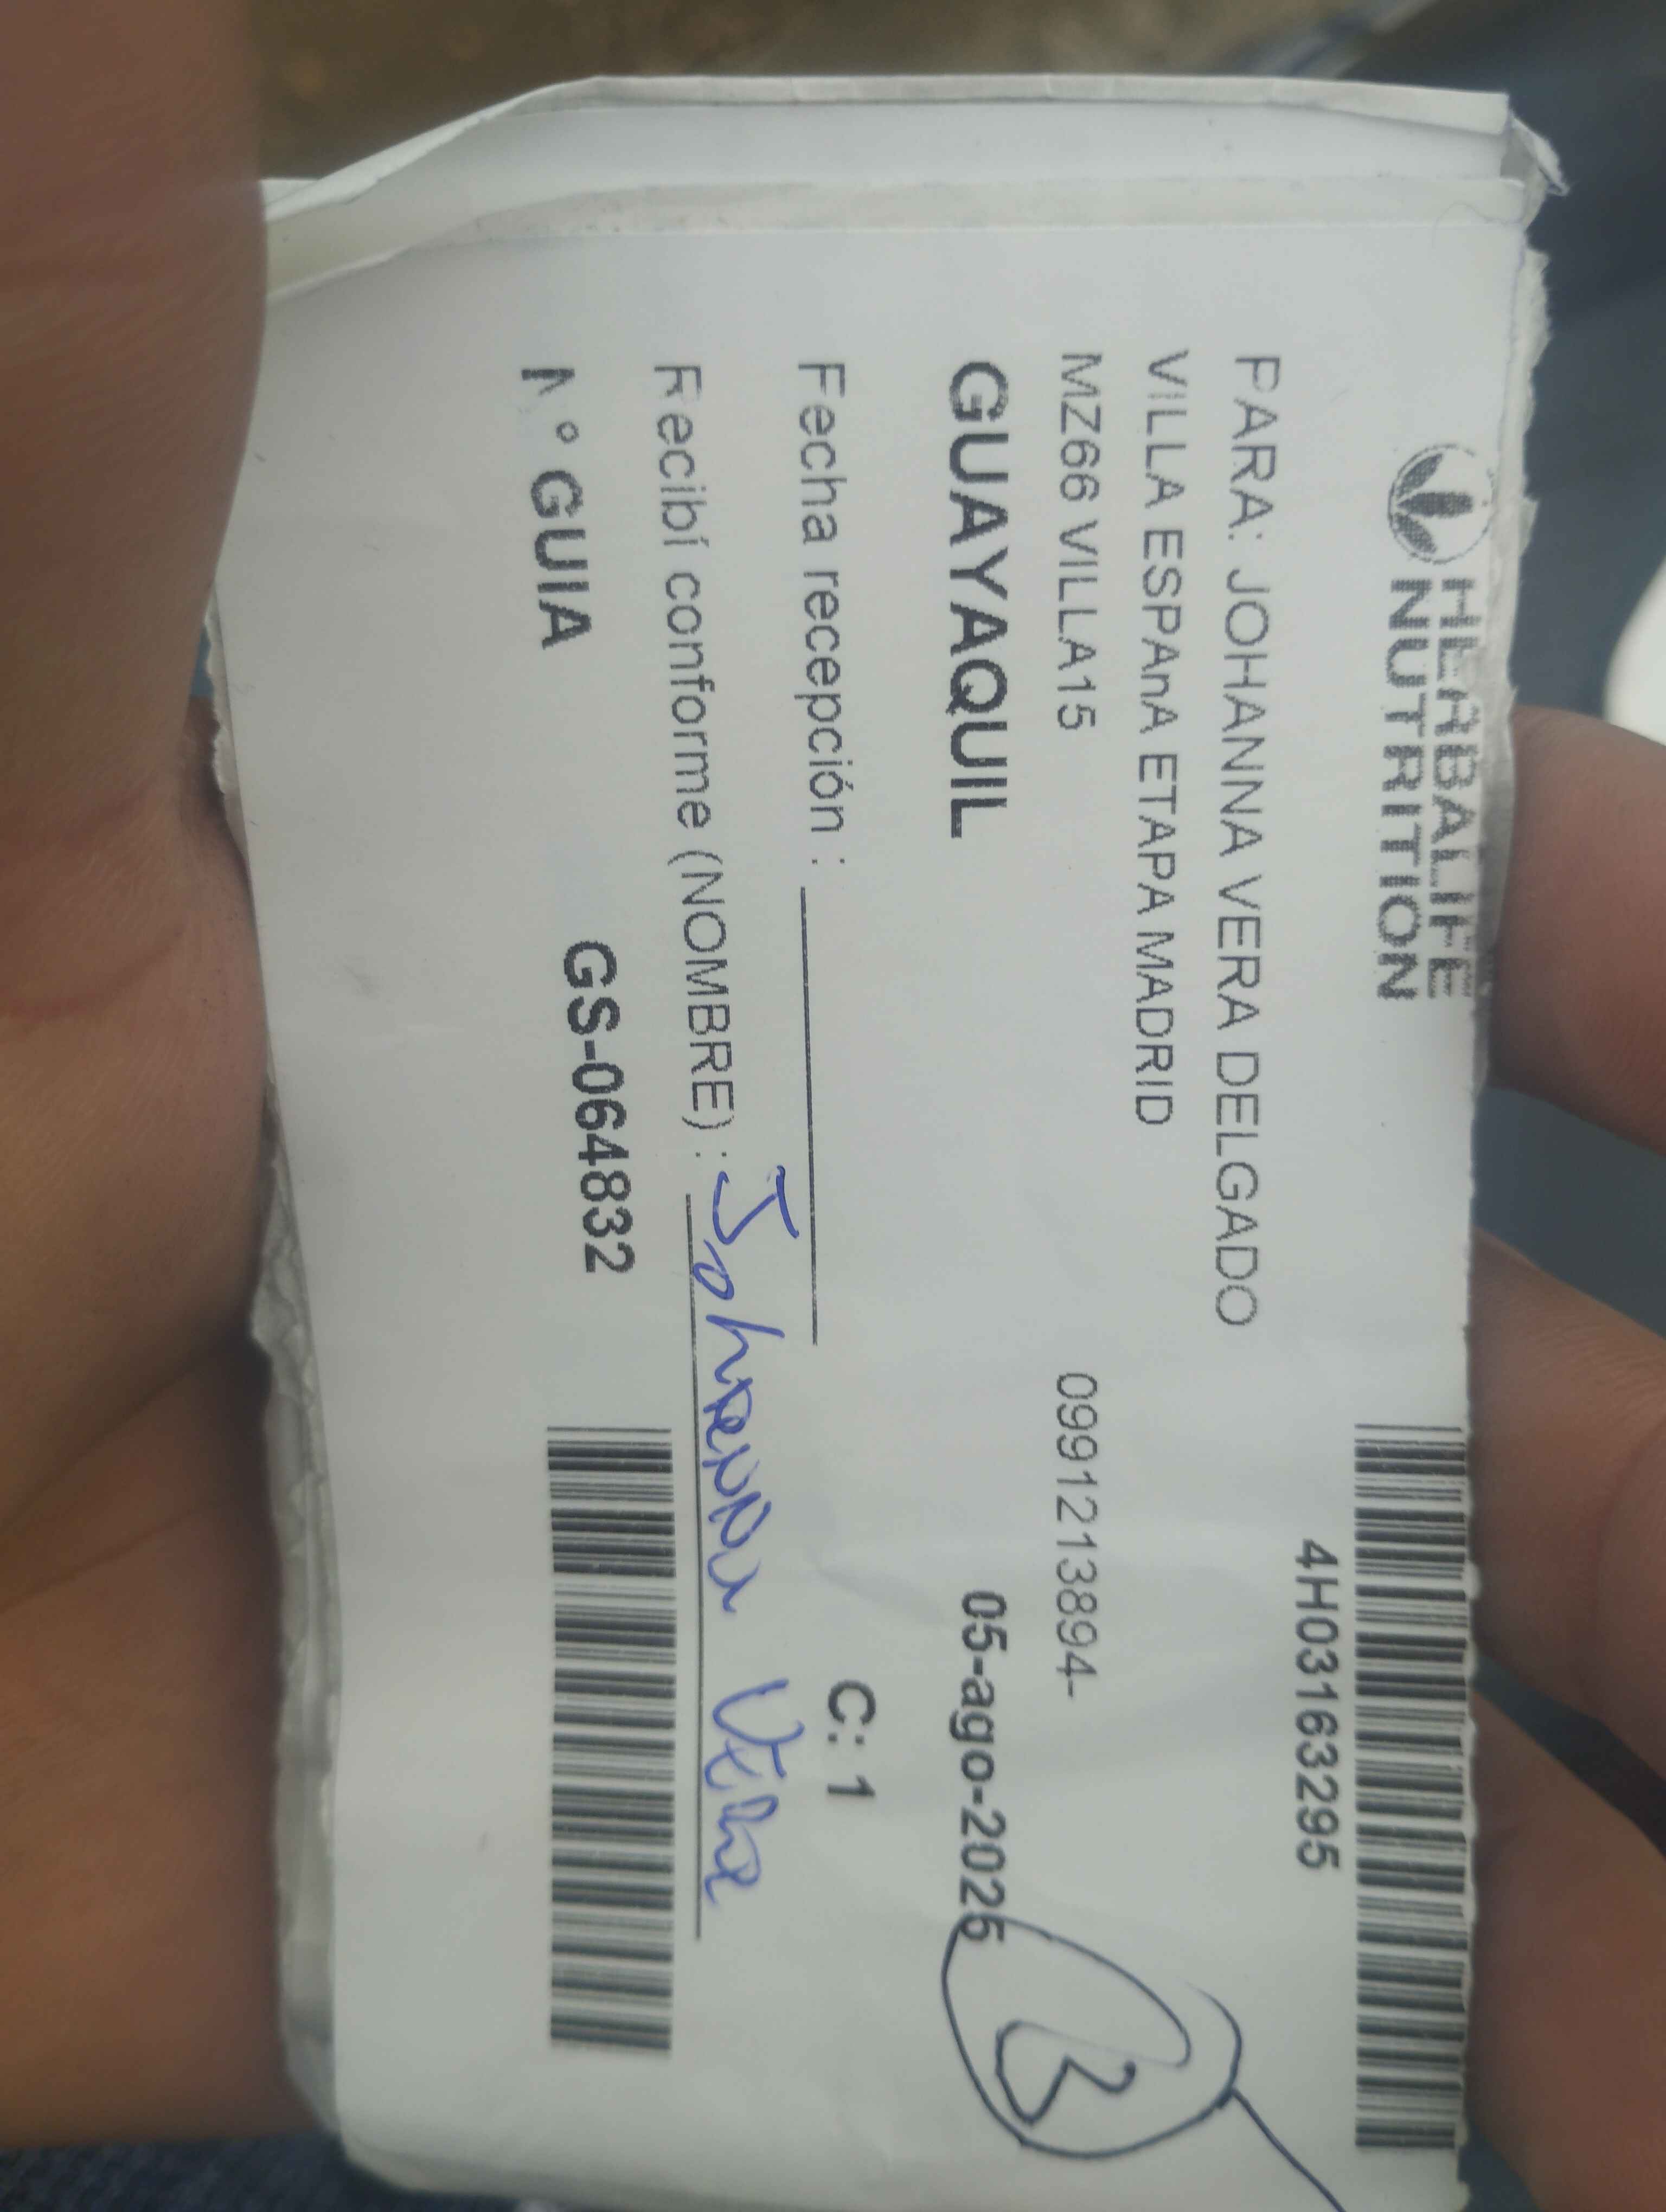 HERBALIFE
NUTRITION
4H03163295
PARA: JOHANNA VERA DELGADO
VILLA ESPAnA ETAPA MADRID
MZ66 VILLA15 0991213894-
GUAYAQUIL 05-ago-2025
3
Fecha recepción : C: 1
Recibí conforme (NOMBRE) : Johanna Vera
N° GUIA GS-064832